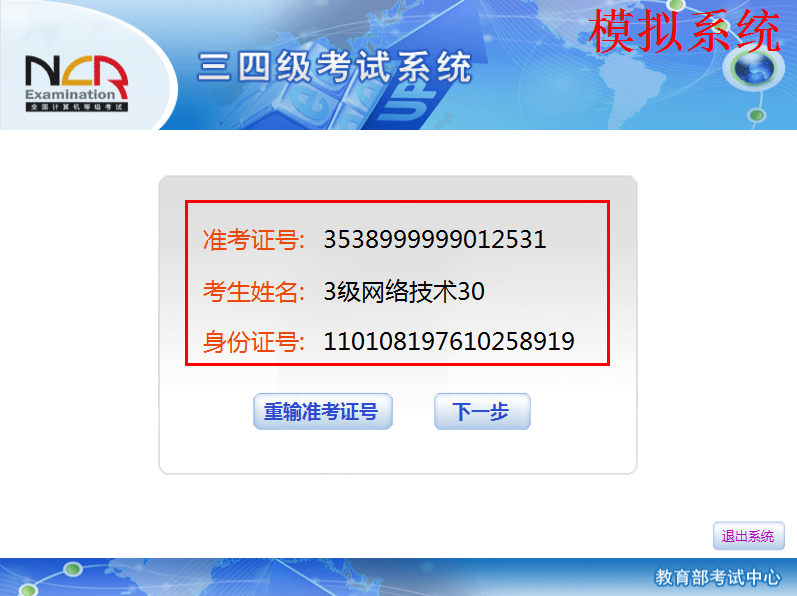 模拟系统
NCR
Examination
全国计算机等级考试
三四级考试系统
准考证号: 3538999999012531
考生姓名: 3级网络技术30
身份证号: 110108197610258919
重输准考证号
下一步
退出系统
教育部考试中心